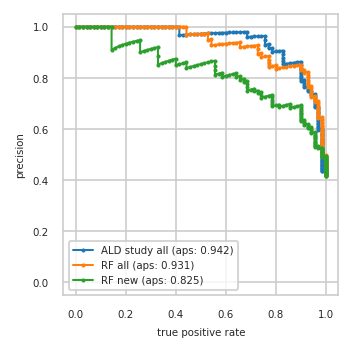 1.0
0.8
0.6
0.4
0.2
0.0
precision
ALD study all (aps: 0.942)
RF all (aps: 0.931)
RF new (aps: 0.825)
0.0 0.2 0.4 0.6 0.8 1.0
true positive rate